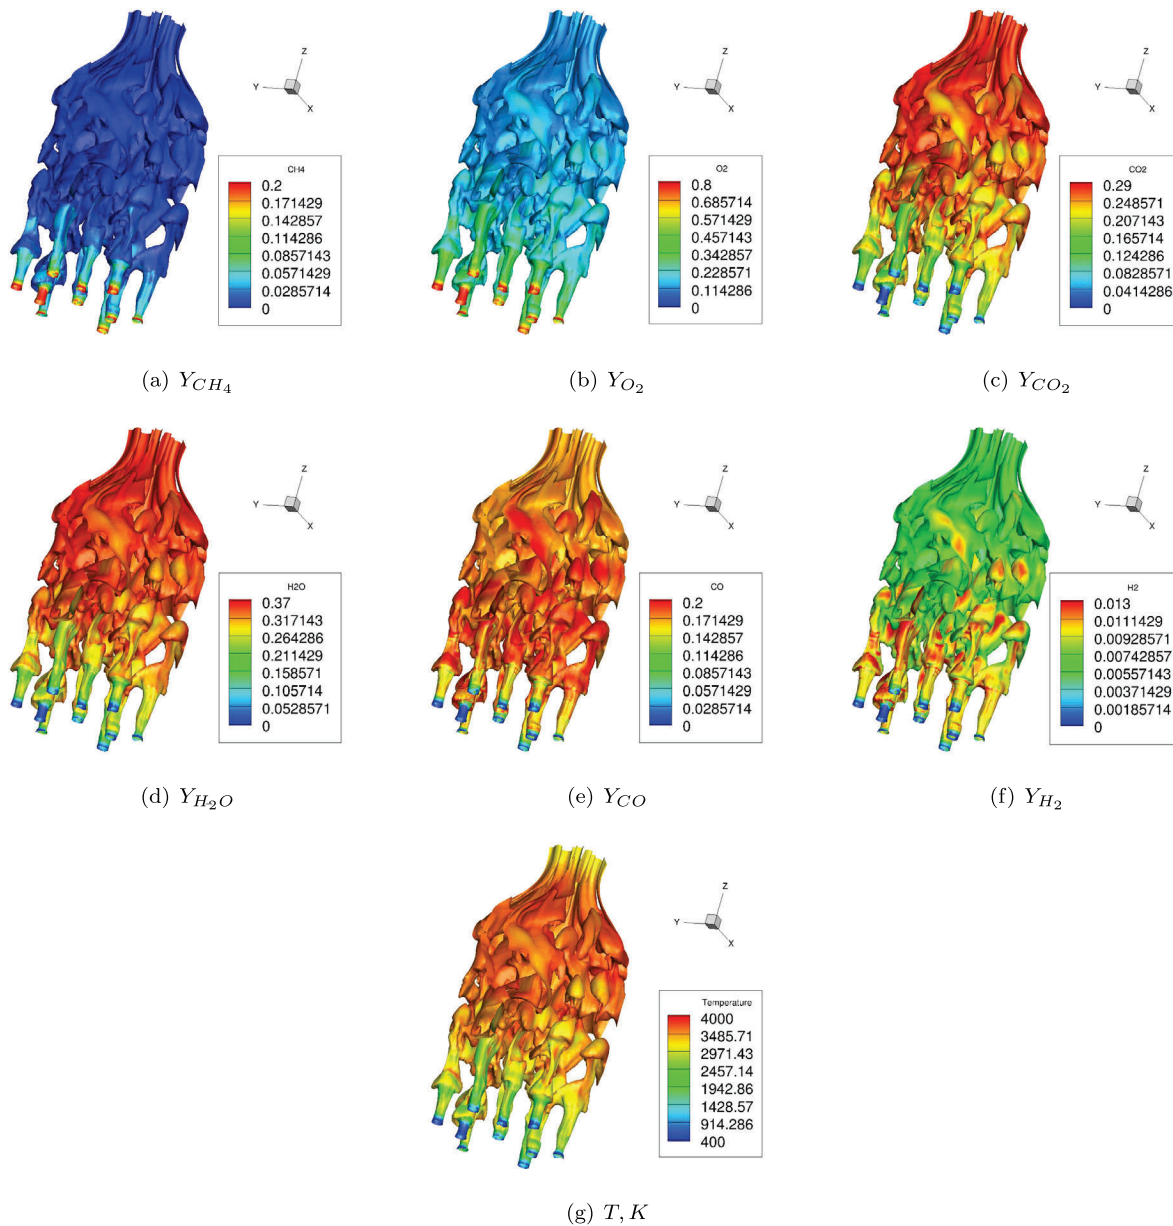 Z
Y
X
CH4
0.2
0.171429
0.142857
0.114286
0.0857143
0.0571429
0.0285714
0
(a) Y_{CH_4}
Z
Y
X
O2
0.8
0.685714
0.571429
0.457143
0.342857
0.228571
0.114286
0
(b) Y_{O_2}
Z
Y
X
CO2
0.29
0.248571
0.207143
0.165714
0.124286
0.0828571
0.0414286
0
(c) Y_{CO_2}
Z
Y
X
H2O
0.37
0.317143
0.264286
0.211429
0.158571
0.105714
0.0528571
0
(d) Y_{H_2O}
Z
Y
X
CO
0.2
0.171429
0.142857
0.114286
0.0857143
0.0571429
0.0285714
0
(e) Y_{CO}
Z
Y
X
H2
0.013
0.0111429
0.00928571
0.00742857
0.00557143
0.00371429
0.00185714
0
(f) Y_{H_2}
Z
Y
X
Temperature
4000
3485.71
2971.43
2457.14
1942.86
1428.57
914.286
400
(g) T, K